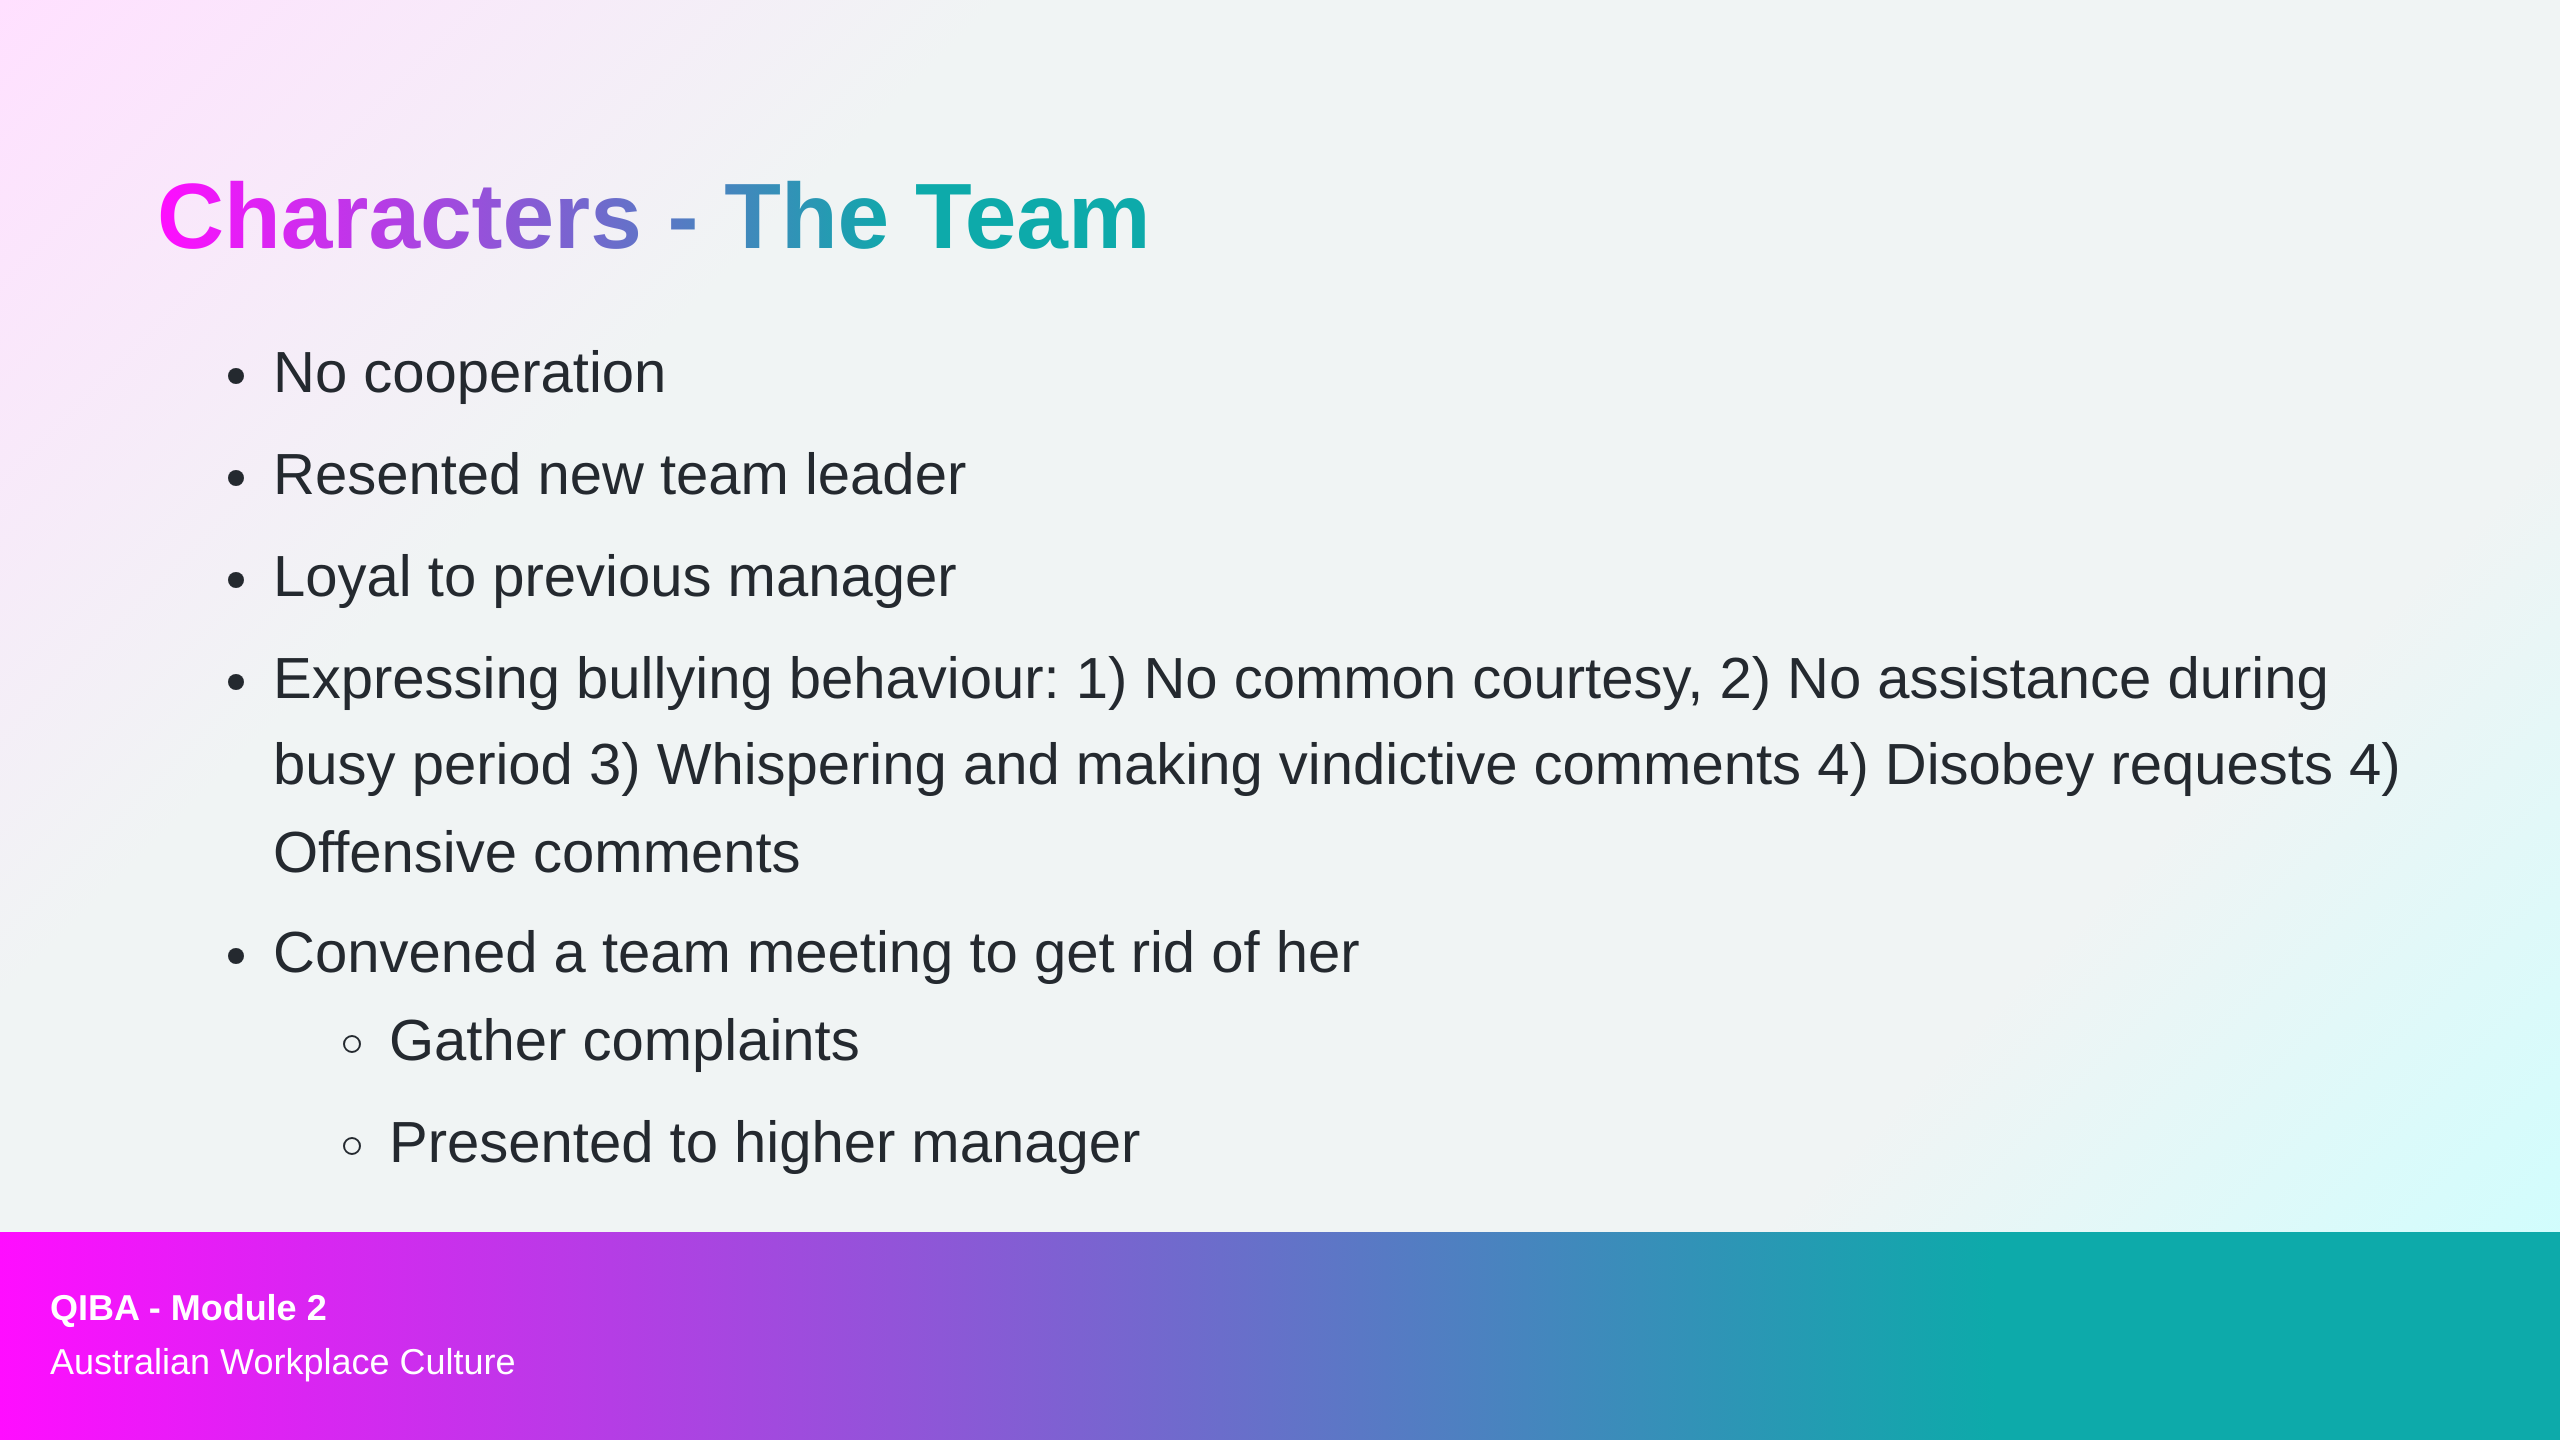 Characters - The Team
• No cooperation
• Resented new team leader
• Loyal to previous manager
• Expressing bullying behaviour: 1) No common courtesy, 2) No assistance during
busy period 3) Whispering and making vindictive comments 4) Disobey requests 4)
Offensive comments
• Convened a team meeting to get rid of her
◦ Gather complaints
◦ Presented to higher manager
QIBA - Module 2
Australian Workplace Culture